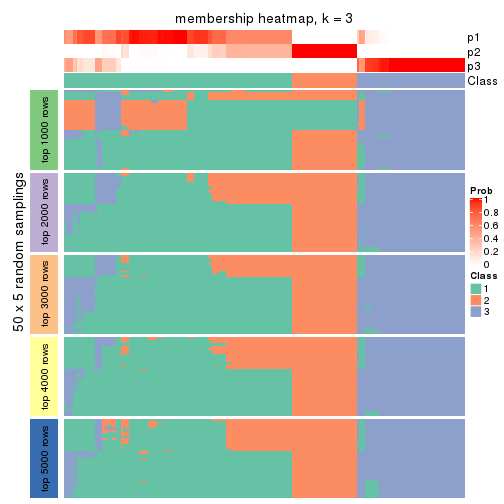 membership heatmap, k = 3
p1
p2
p3
Class
50 x 5 random samplings
top 1000 rows
top 2000 rows
top 3000 rows
top 4000 rows
top 5000 rows
Prob
1
0.8
0.6
0.4
0.2
0
Class
1
2
3